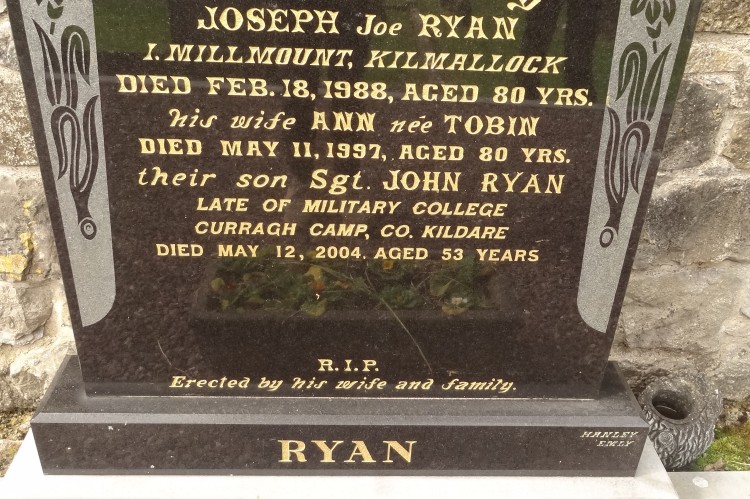 JOSEPH Joe RYAN
1. MILLMOUNT, KILMALLOCK
DIED FEB. 18, 1988, AGED 80 YRS.
his wife ANN née TOBIN
DIED MAY 11, 1997, AGED 80 YRS.
their son Sgt. JOHN RYAN
LATE OF MILITARY COLLEGE
CURRAGH CAMP, CO. KILDARE
DIED MAY 12, 2004. AGED 53 YEARS
R.I.P.
Erected by his wife and family.
RYAN
HANLEY
EMLY